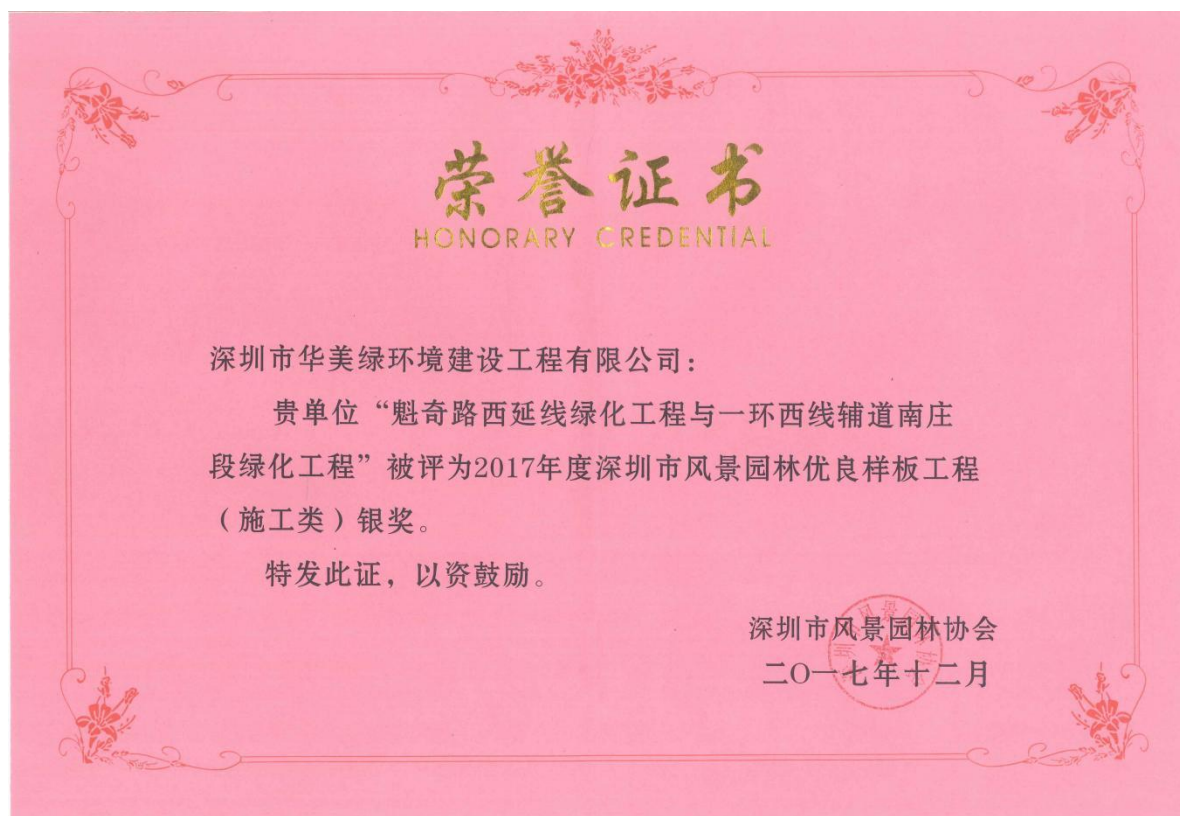 荣誉证书
HONORARY CREDENTIAL
深圳市华美绿环境建设工程有限公司：
贵单位“魁奇路西延线绿化工程与一环西线辅道南庄
段绿化工程”被评为2017年度深圳市风景园林优良样板工程
（施工类）银奖。
特发此证，以资鼓励。
深圳市风景园林协会
二〇一七年十二月